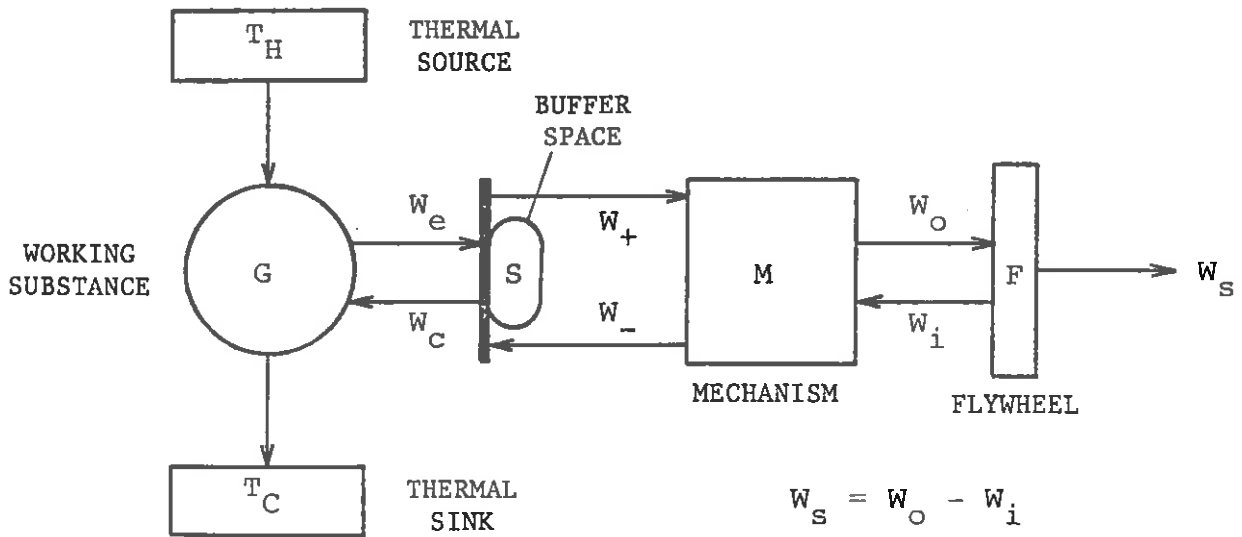 T_H
THERMAL
SOURCE
BUFFER
SPACE
WORKING
SUBSTANCE
G
W_e
W_c
S
W_+
W_-
M
MECHANISM
W_o
W_i
F
FLYWHEEL
W_s
T_C
THERMAL
SINK
W_s = W_o - W_i